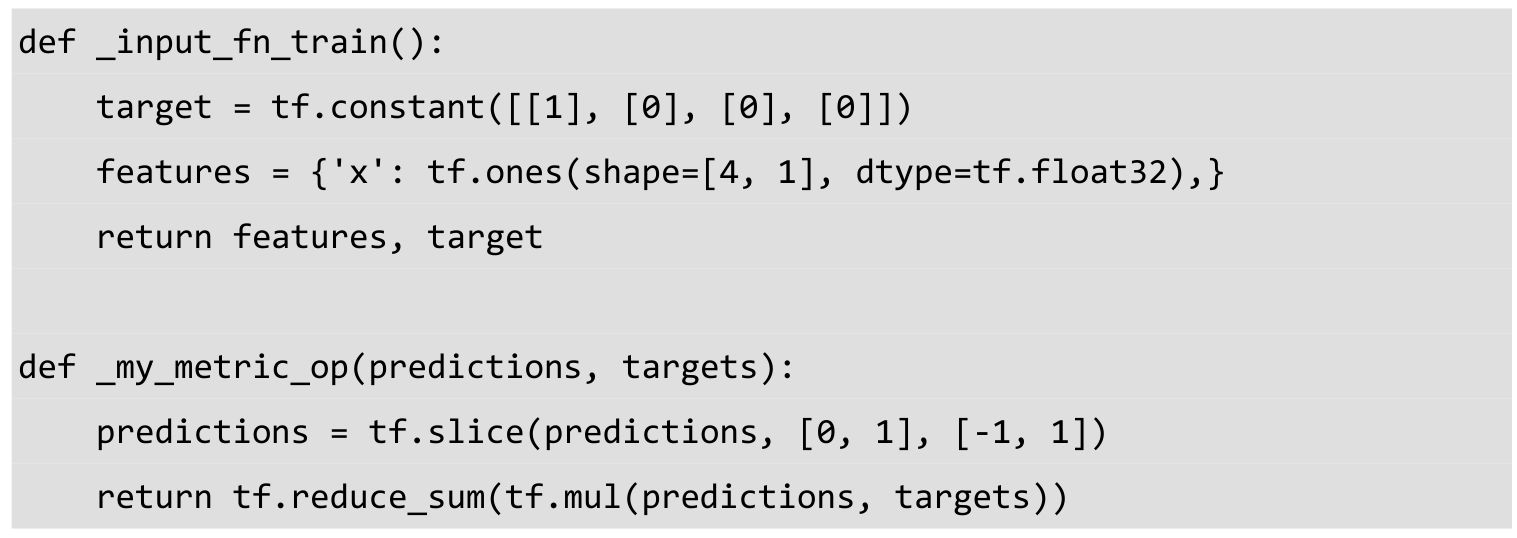 def _input_fn_train():
    target = tf.constant([[1], [0], [0], [0]])
    features = {'x': tf.ones(shape=[4, 1], dtype=tf.float32),}
    return features, target

def _my_metric_op(predictions, targets):
    predictions = tf.slice(predictions, [0, 1], [-1, 1])
    return tf.reduce_sum(tf.mul(predictions, targets))